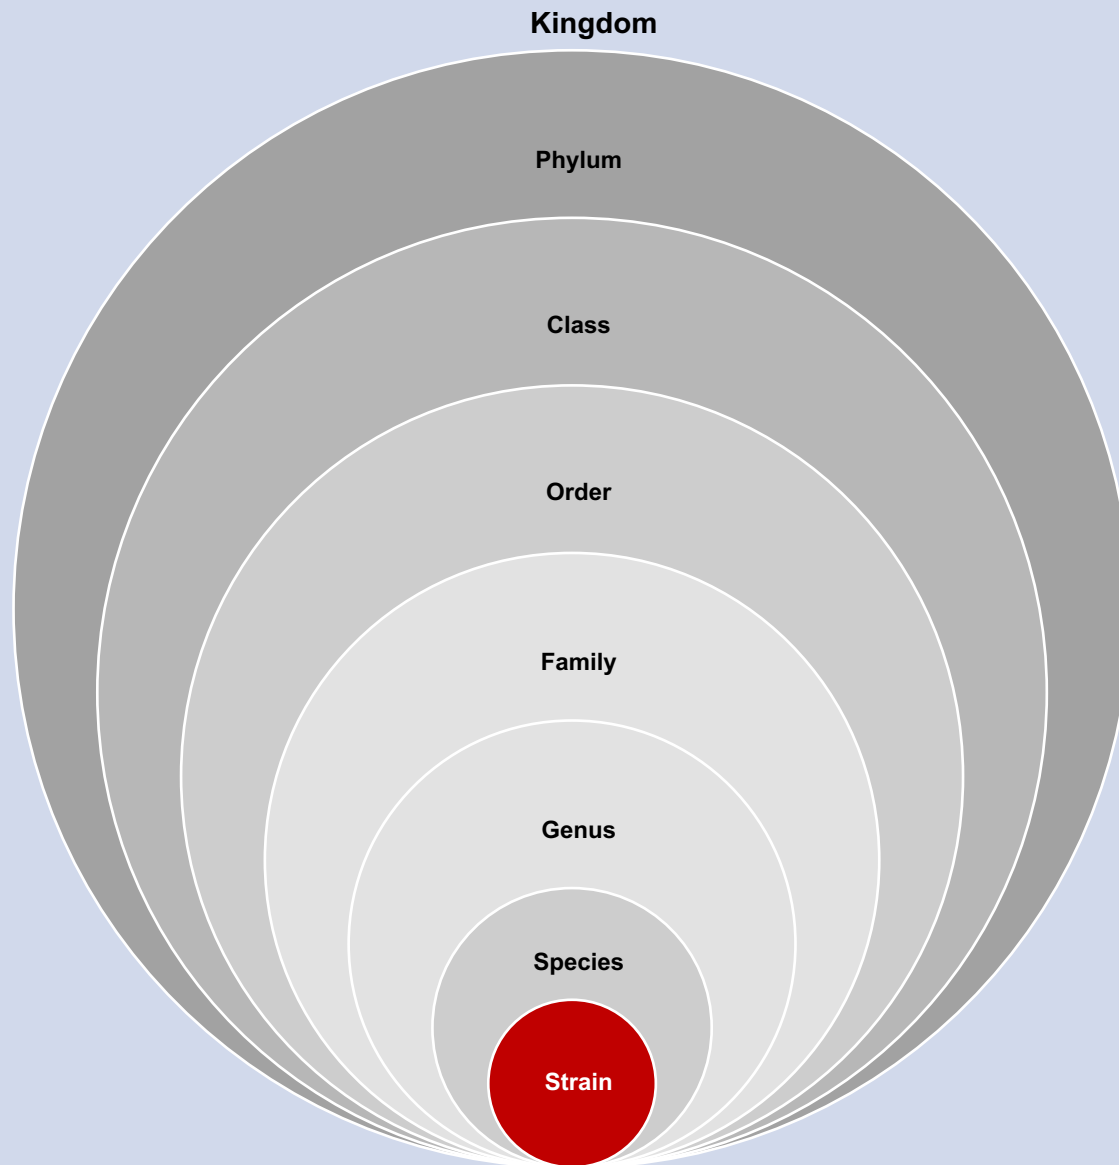 Kingdom
Phylum
Class
Order
Family
Genus
Species
Strain